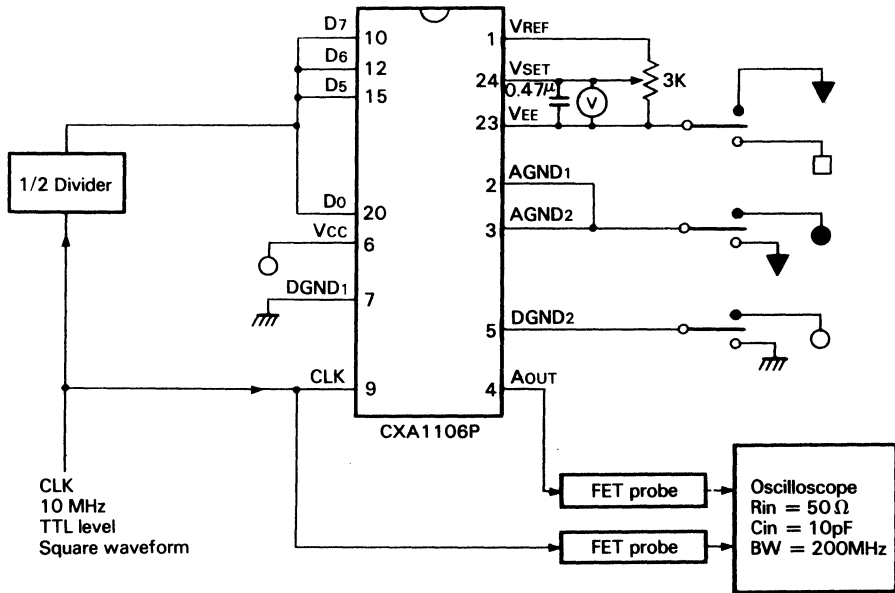 D7
10
D6
12
D5
15
1/2 Divider
D0
20
VCC
6
DGND1
7
CLK
9
CLK
10 MHz
TTL level
Square waveform
CXA1106P
1
VREF
24
VSET
0.47μ
V
3K
23
VEE
2
AGND1
3
AGND2
5
DGND2
4
AOUT
FET probe
FET probe
Oscilloscope
Rin = 50Ω
Cin = 10pF
BW = 200MHz